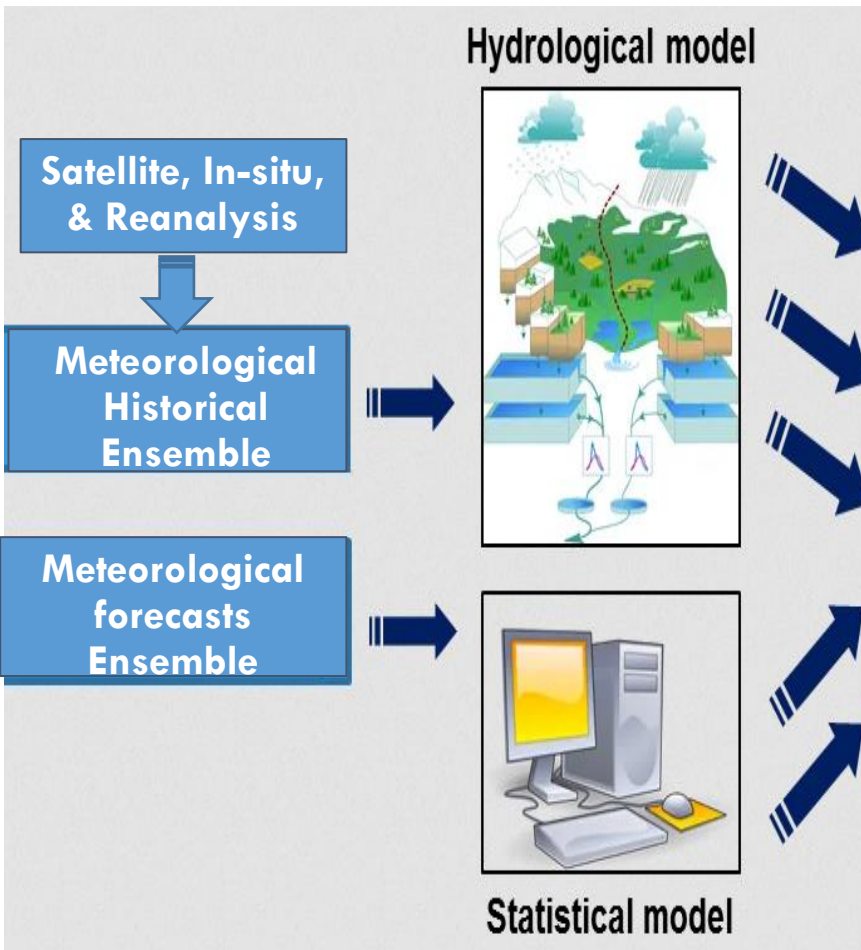 Hydrological model
Satellite, In-situ,
& Reanalysis
Meteorological
Historical
Ensemble
Meteorological
forecasts
Ensemble
Statistical model